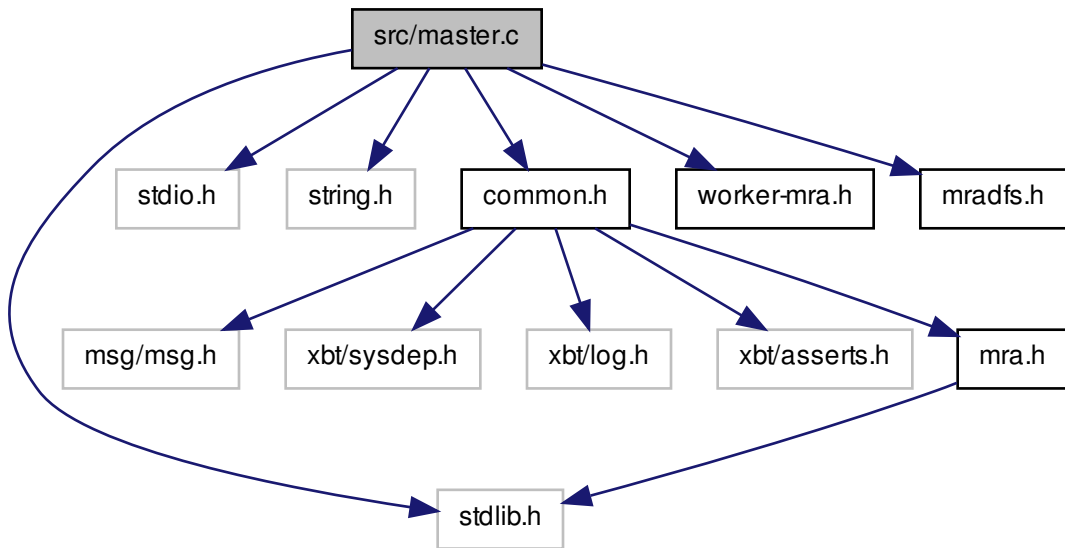 src/master.c
stdio.h
string.h
common.h
worker-mra.h
mradfs.h
msg/msg.h
xbt/sysdep.h
xbt/log.h
xbt/asserts.h
mra.h
stdlib.h